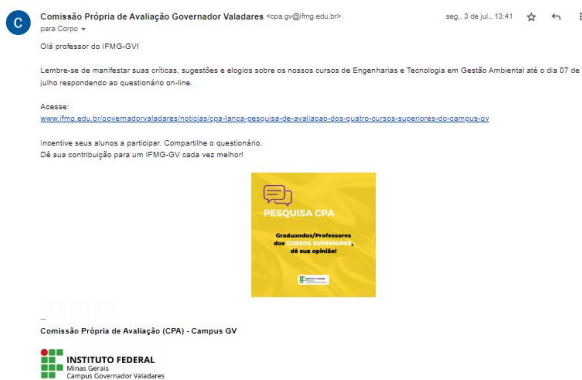 C
Comissão Própria de Avaliação Governador Valadares <cpa.gv@ifmg.edu.br>
seg., 3 de jul., 13:41
para Corpo
Olá professor do IFMG-GV!
Lembre-se de manifestar suas críticas, sugestões e elogios sobre os nossos cursos de Engenharias e Tecnologia em Gestão Ambiental até o dia 07 de
julho respondendo ao questionário on-line.
Acesse:
www.ifmg.edu.br/governadorvaladares/noticias/cpa-lanca-pesquisa-de-avaliacao-dos-quatro-cursos-superiores-do-campus-gv
Incentive seus alunos a participar. Compartilhe o questionário.
Dê sua contribuição para um IFMG-GV cada vez melhor!
PESQUISA CPA
Graduandos/Professores
dos CURSOS SUPERIORES,
dê sua opinião!
--
Comissão Própria de Avaliação (CPA) - Campus GV
INSTITUTO FEDERAL
Minas Gerais
Campus Governador Valadares